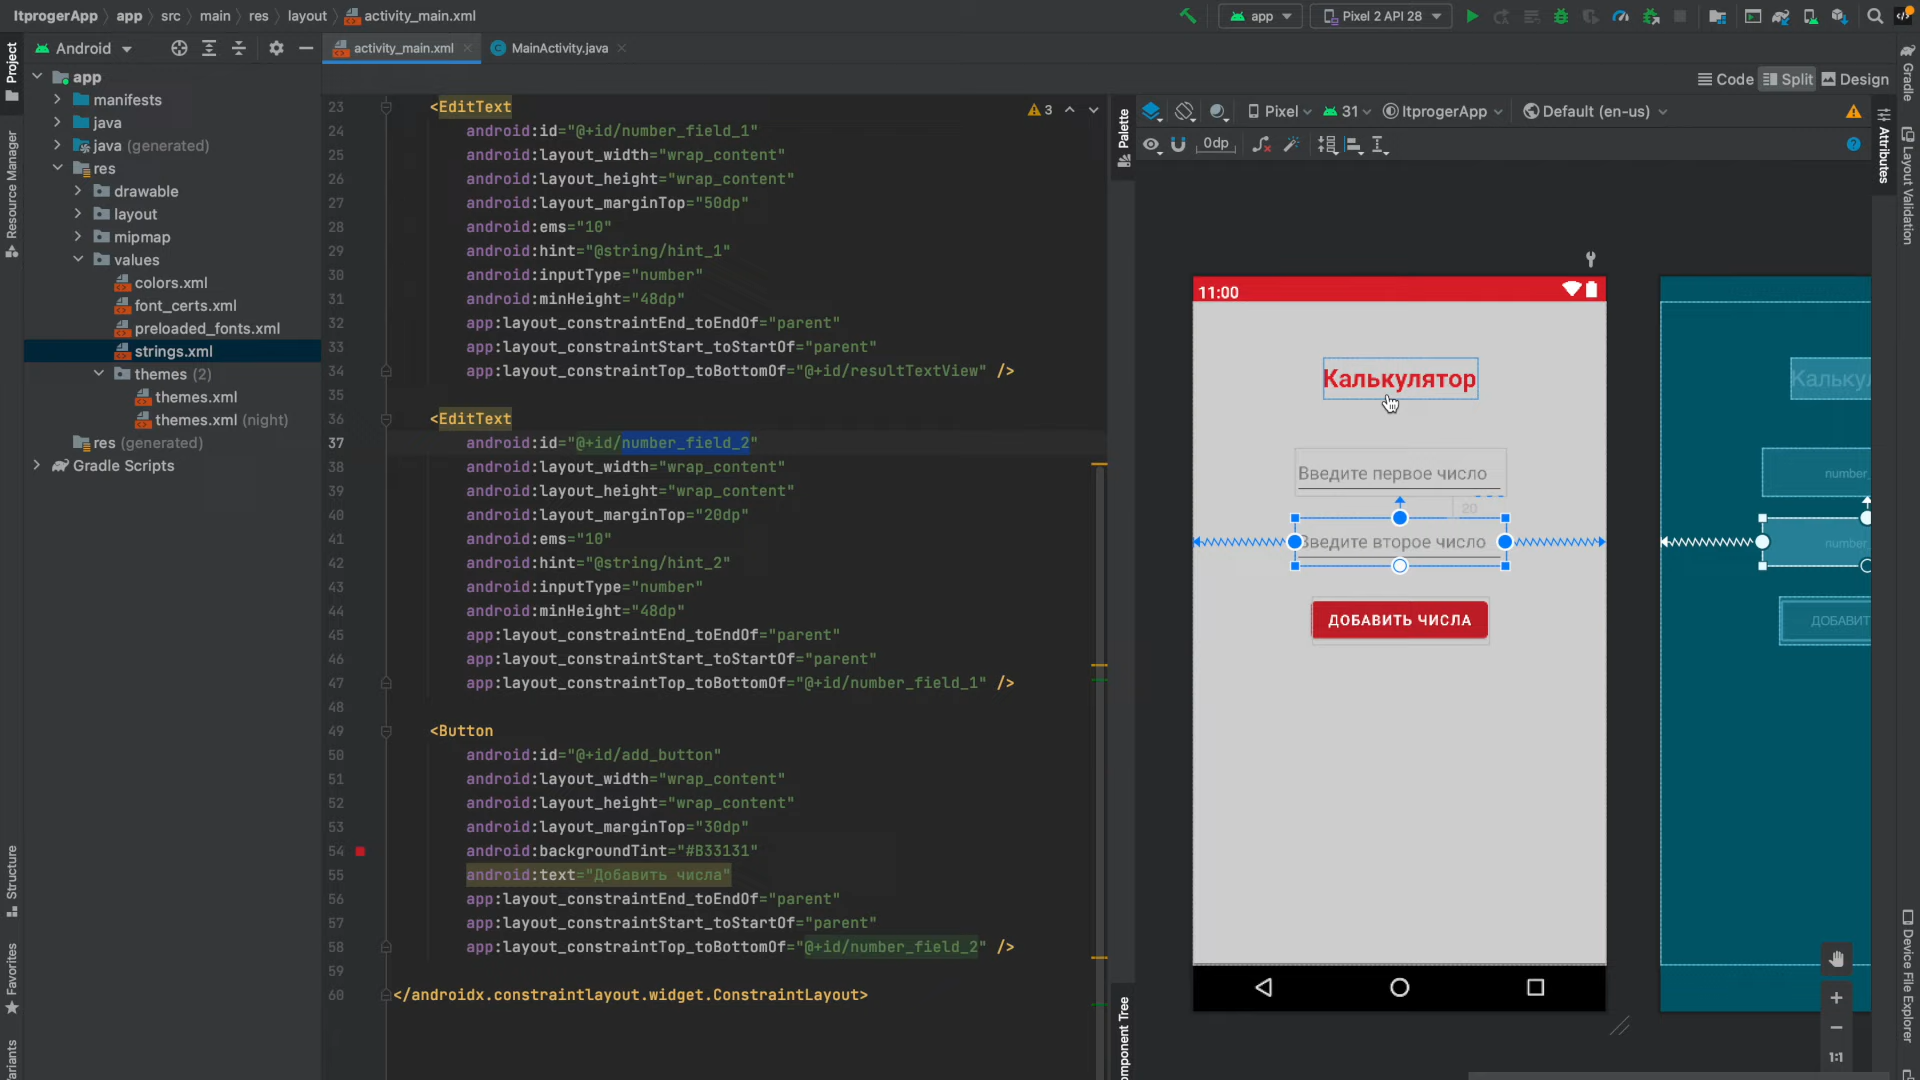 ItprogerApp > app > src > main > res > layout > activity_main.xml
app
Pixel 2 API 28
Android
activity_main.xml
MainActivity.java
Project
Resource Manager
Structure
Favorites
app
manifests
java
java (generated)
res
drawable
layout
mipmap
values
colors.xml
font_certs.xml
preloaded_fonts.xml
strings.xml
themes (2)
themes.xml
themes.xml (night)
res (generated)
Gradle Scripts
Code
Split
Design
3
23 <EditText
24 android:id="@+id/number_field_1"
25 android:layout_width="wrap_content"
26 android:layout_height="wrap_content"
27 android:layout_marginTop="50dp"
28 android:ems="10"
29 android:hint="@string/hint_1"
30 android:inputType="number"
31 android:minHeight="48dp"
32 app:layout_constraintEnd_toEndOf="parent"
33 app:layout_constraintStart_toStartOf="parent"
34 app:layout_constraintTop_toBottomOf="@+id/resultTextView" />
35
36 <EditText
37 android:id="@+id/number_field_2"
38 android:layout_width="wrap_content"
39 android:layout_height="wrap_content"
40 android:layout_marginTop="20dp"
41 android:ems="10"
42 android:hint="@string/hint_2"
43 android:inputType="number"
44 android:minHeight="48dp"
45 app:layout_constraintEnd_toEndOf="parent"
46 app:layout_constraintStart_toStartOf="parent"
47 app:layout_constraintTop_toBottomOf="@+id/number_field_1" />
48
49 <Button
50 android:id="@+id/add_button"
51 android:layout_width="wrap_content"
52 android:layout_height="wrap_content"
53 android:layout_marginTop="30dp"
54 android:backgroundTint="#B33131"
55 android:text="Добавить числа"
56 app:layout_constraintEnd_toEndOf="parent"
57 app:layout_constraintStart_toStartOf="parent"
58 app:layout_constraintTop_toBottomOf="@+id/number_field_2" />
59
60 </androidx.constraintlayout.widget.ConstraintLayout>
Palette
Pixel
31
ItprogerApp
Default (en-us)
0dp
11:00
Калькулятор
Введите первое число
20
Введите второе число
ДОБАВИТЬ ЧИСЛА
Кальку
number_
number_
ДОБАВИТ
1:1
Gradle
Attributes
Layout Validation
Device File Explorer